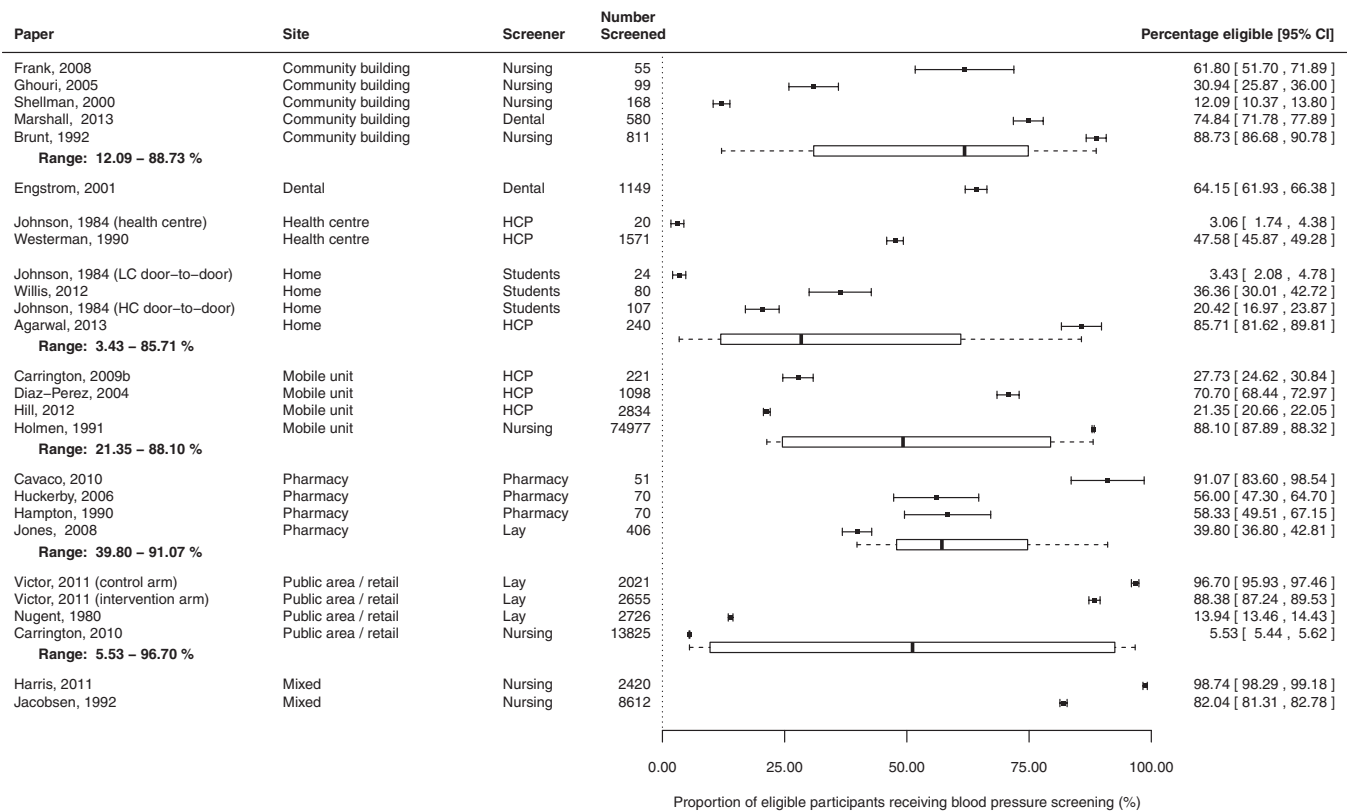 Paper Site Screener Number Screened Percentage eligible [95% CI]
Frank, 2008 Community building Nursing 55 61.80 [ 51.70 , 71.89 ]
Ghouri, 2005 Community building Nursing 99 30.94 [ 25.87 , 36.00 ]
Shellman, 2000 Community building Nursing 168 12.09 [ 10.37 , 13.80 ]
Marshall, 2013 Community building Dental 580 74.84 [ 71.78 , 77.89 ]
Brunt, 1992 Community building Nursing 811 88.73 [ 86.68 , 90.78 ]
Range: 12.09 − 88.73 %
Engstrom, 2001 Dental Dental 1149 64.15 [ 61.93 , 66.38 ]
Johnson, 1984 (health centre) Health centre HCP 20 3.06 [ 1.74 , 4.38 ]
Westerman, 1990 Health centre HCP 1571 47.58 [ 45.87 , 49.28 ]
Johnson, 1984 (LC door−to−door) Home Students 24 3.43 [ 2.08 , 4.78 ]
Willis, 2012 Home Students 80 36.36 [ 30.01 , 42.72 ]
Johnson, 1984 (HC door−to−door) Home Students 107 20.42 [ 16.97 , 23.87 ]
Agarwal, 2013 Home HCP 240 85.71 [ 81.62 , 89.81 ]
Range: 3.43 − 85.71 %
Carrington, 2009b Mobile unit HCP 221 27.73 [ 24.62 , 30.84 ]
Diaz−Perez, 2004 Mobile unit HCP 1098 70.70 [ 68.44 , 72.97 ]
Hill, 2012 Mobile unit HCP 2834 21.35 [ 20.66 , 22.05 ]
Holmen, 1991 Mobile unit Nursing 74977 88.10 [ 87.89 , 88.32 ]
Range: 21.35 − 88.10 %
Cavaco, 2010 Pharmacy Pharmacy 51 91.07 [ 83.60 , 98.54 ]
Huckerby, 2006 Pharmacy Pharmacy 70 56.00 [ 47.30 , 64.70 ]
Hampton, 1990 Pharmacy Pharmacy 70 58.33 [ 49.51 , 67.15 ]
Jones, 2008 Pharmacy Lay 406 39.80 [ 36.80 , 42.81 ]
Range: 39.80 − 91.07 %
Victor, 2011 (control arm) Public area / retail Lay 2021 96.70 [ 95.93 , 97.46 ]
Victor, 2011 (intervention arm) Public area / retail Lay 2655 88.38 [ 87.24 , 89.53 ]
Nugent, 1980 Public area / retail Lay 2726 13.94 [ 13.46 , 14.43 ]
Carrington, 2010 Public area / retail Nursing 13825 5.53 [ 5.44 , 5.62 ]
Range: 5.53 − 96.70 %
Harris, 2011 Mixed Nursing 2420 98.74 [ 98.29 , 99.18 ]
Jacobsen, 1992 Mixed Nursing 8612 82.04 [ 81.31 , 82.78 ]
0.00 25.00 50.00 75.00 100.00
Proportion of eligible participants receiving blood pressure screening (%)